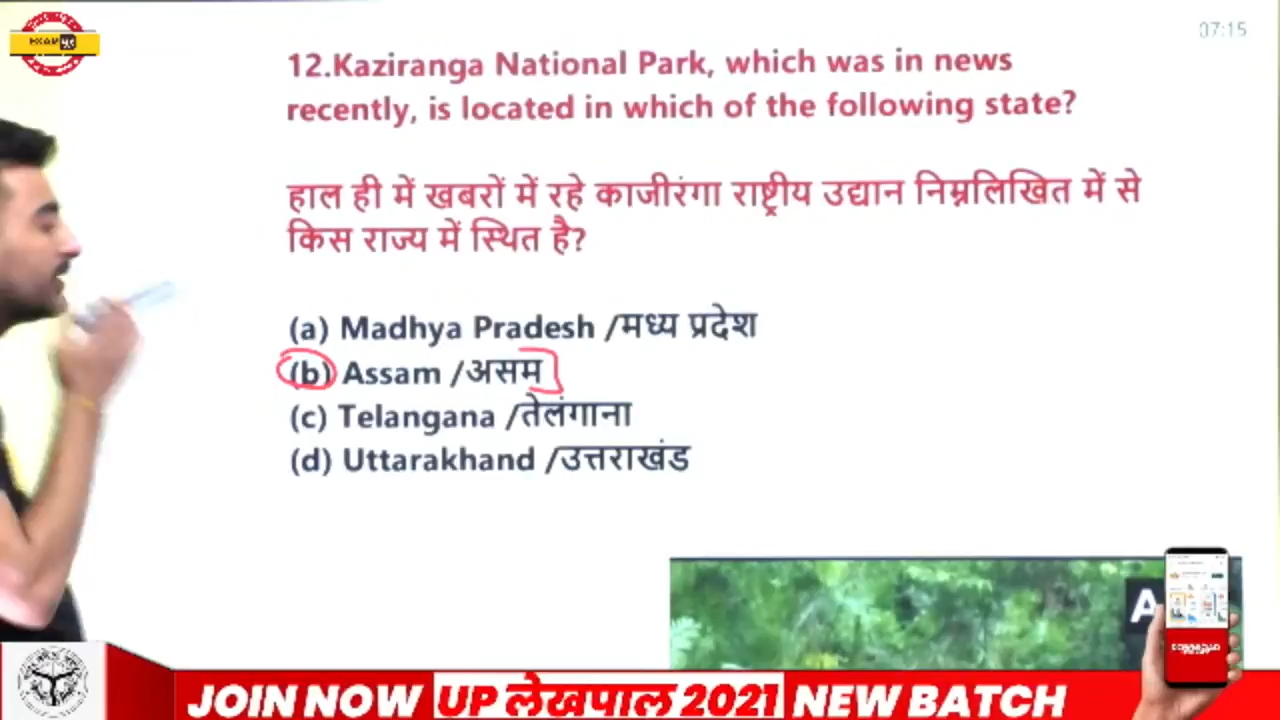 EXAM
07:15
12.Kaziranga National Park, which was in news
recently, is located in which of the following state?
हाल ही में खबरों में रहे काजीरंगा राष्ट्रीय उद्यान निम्नलिखित में से
किस राज्य में स्थित है?
(a) Madhya Pradesh /मध्य प्रदेश
(b) Assam /असम
(c) Telangana /तेलंगाना
(d) Uttarakhand /उत्तराखंड
A
JOIN NOW UP लेखपाल 2021 NEW BATCH